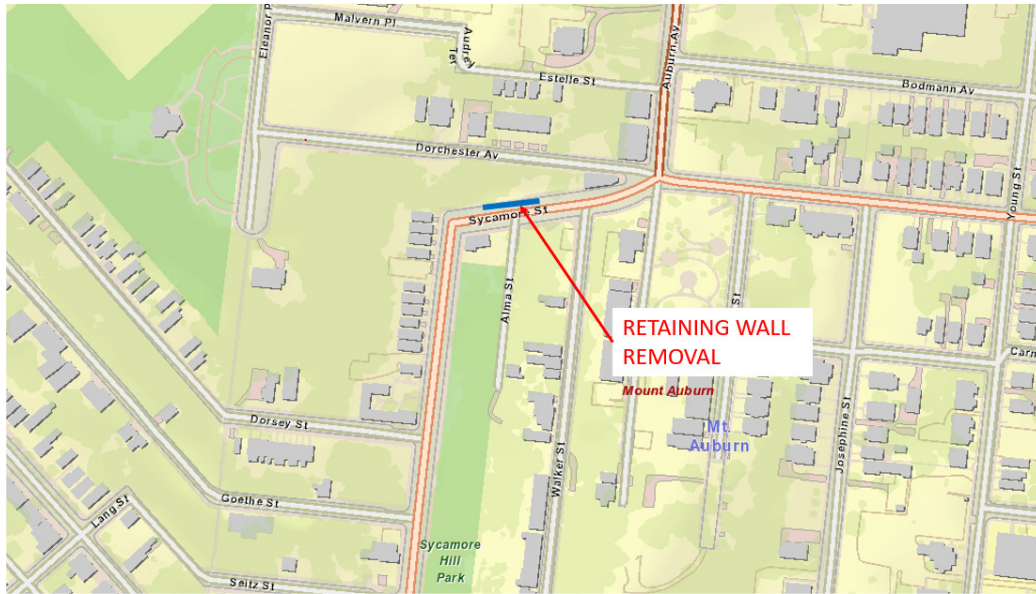 Malvern Pl
Eleanor P
Audrey
Ter
Auburn Av
Estelle St
Bodmann Av
Dorchester Av
Young St
Sycamore St
Alma St
St
RETAINING WALL
REMOVAL
Carn
Mount Auburn
Mt.
Auburn
Josephine St
Dorsey St
Walker St
Goethe St
Lang St
Sycamore
Hill
Park
Seitz St